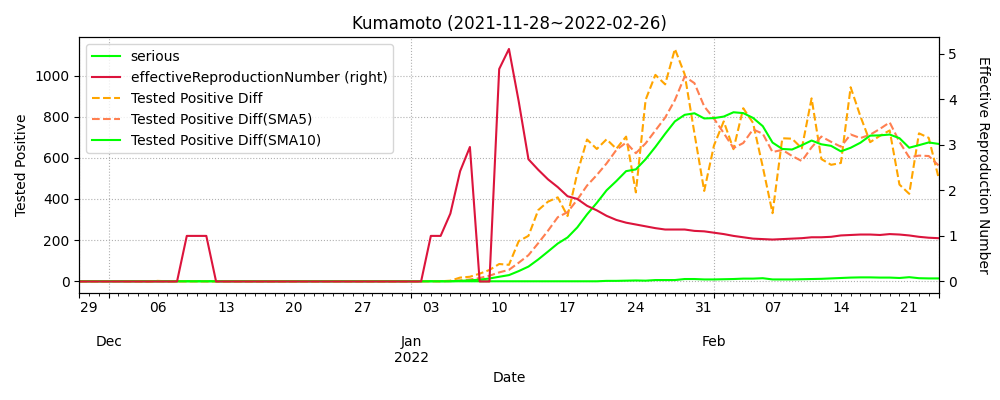 Kumamoto (2021-11-28~2022-02-26)
serious
effectiveReproductionNumber (right)
Tested Positive Diff
Tested Positive Diff(SMA5)
Tested Positive Diff(SMA10)
Tested Positive
1000
800
600
400
200
0
5
4
3
2
1
0
Effective Reproduction Number
29 06 13 20 27 03 10 17 24 31 07 14 21
Dec Jan Feb
2022
Date